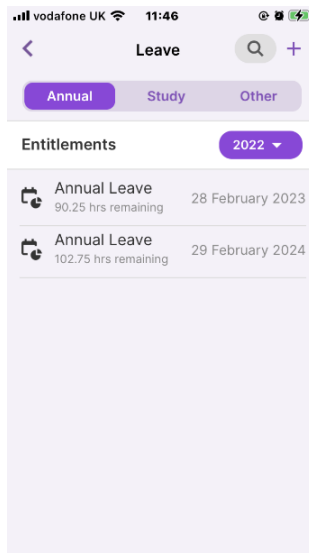 vodafone UK 11:46
Leave
Annual Study Other
Entitlements 2022
Annual Leave
90.25 hrs remaining 28 February 2023
Annual Leave
102.75 hrs remaining 29 February 2024